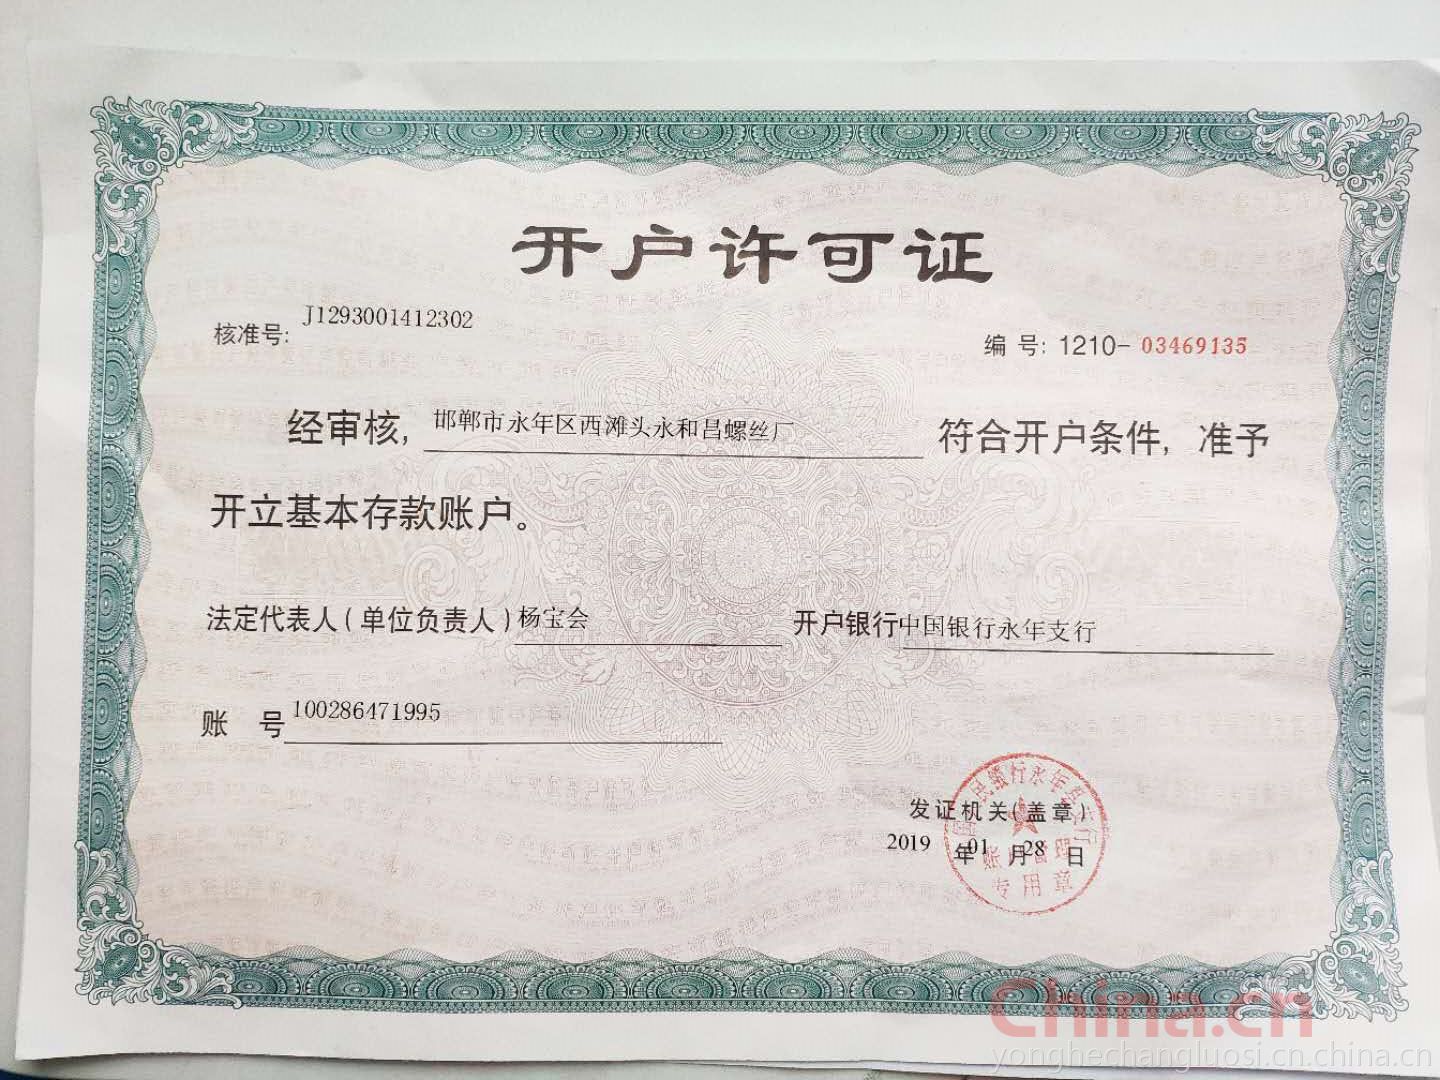 开户许可证
核准号: J1293001412302
编 号: 1210- 03469135
经审核, 邯郸市永年区西滩头永和昌螺丝厂 符合开户条件, 准予
开立基本存款账户。
法定代表人(单位负责人)杨宝会 开户银行中国银行永年支行
账 号 100286471995
发证机关(盖章)
2019 年 01 月 28 日
专用章
China.cn
yonghechangluosi.cn.china.cn